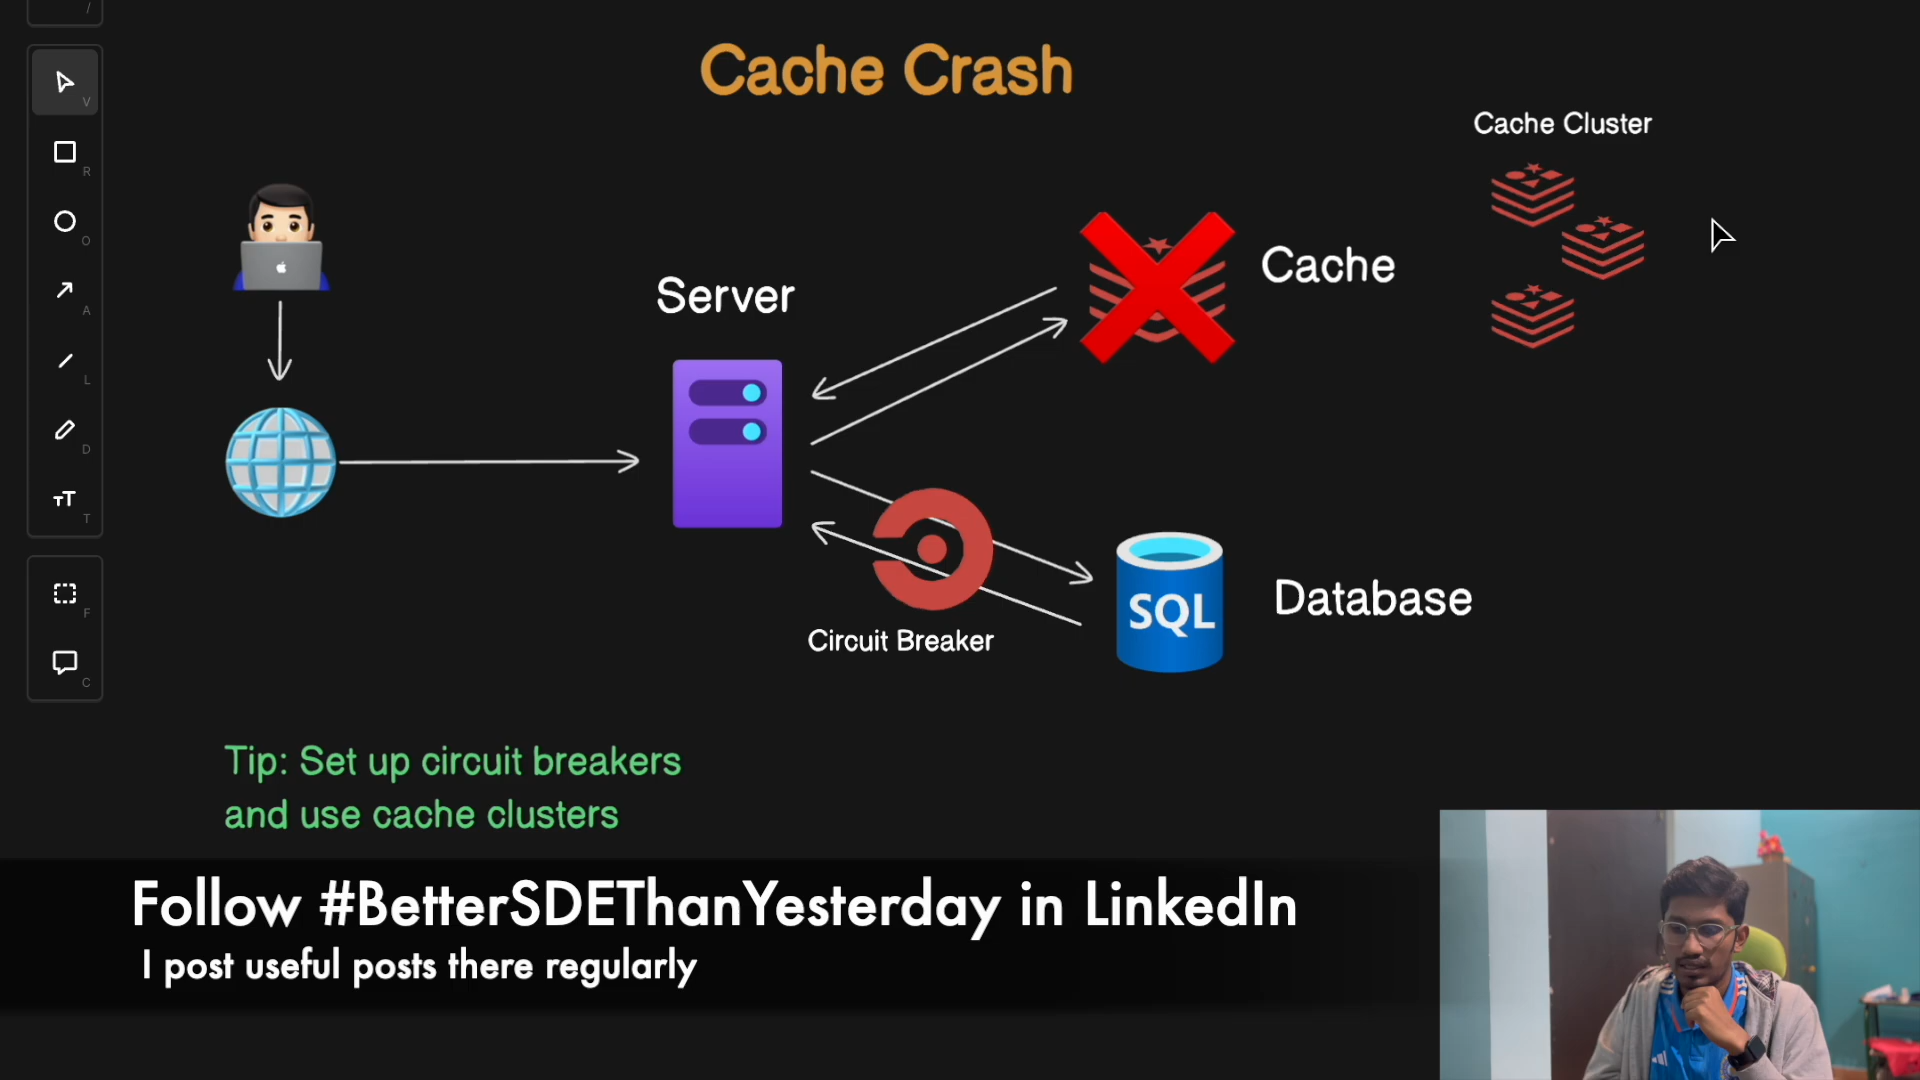 /
V
R
O
A
L
D
TT
T
F
C
Cache Crash
Cache Cluster
Cache
Server
SQL
Database
Circuit Breaker
Tip: Set up circuit breakers
and use cache clusters
Follow #BetterSDEThanYesterday in LinkedIn
I post useful posts there regularly